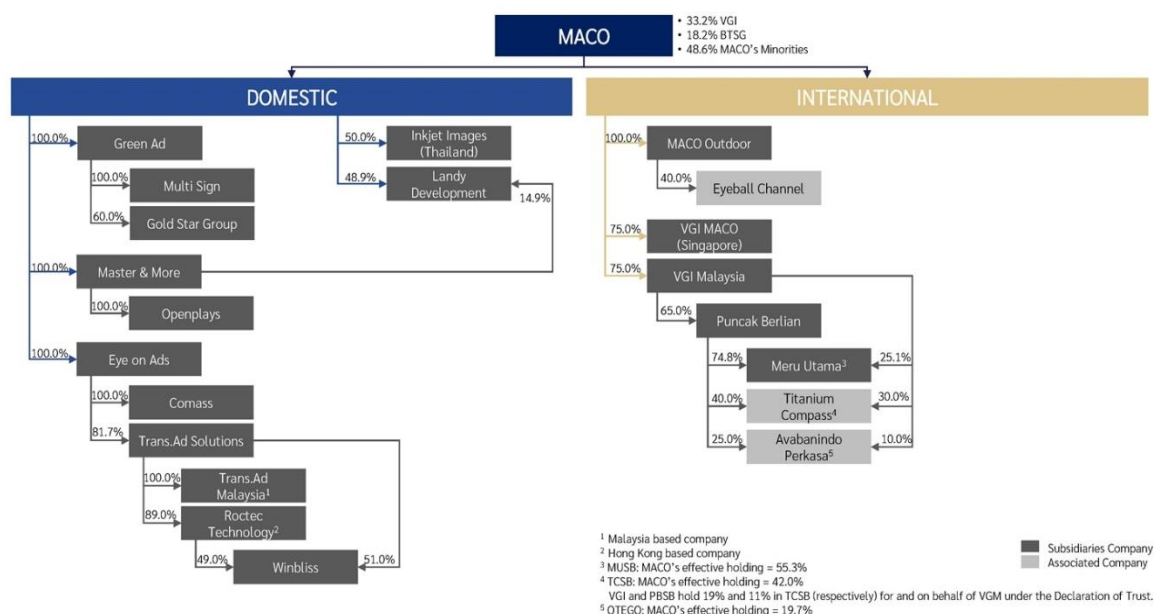 MACO
• 33.2% VGI
• 18.2% BTSG
• 48.6% MACO's Minorities
DOMESTIC
100.0%
Green Ad
100.0%
Multi Sign
60.0%
Gold Star Group
50.0%
Inkjet Images
(Thailand)
48.9%
Landy
Development
14.9%
100.0%
Master & More
100.0%
Openplays
100.0%
Eye on Ads
100.0%
Comass
81.7%
Trans.Ad Solutions
100.0%
Trans.Ad
Malaysia¹
89.0%
Roctec
Technology²
49.0%
Winbliss
51.0%
INTERNATIONAL
100.0%
MACO Outdoor
40.0%
Eyeball Channel
75.0%
VGI MACO
(Singapore)
75.0%
VGI Malaysia
65.0%
Puncak Berlian
74.8%
Meru Utama³
25.1%
40.0%
Titanium
Compass⁴
30.0%
25.0%
Avabanindo
Perkasa⁵
10.0%
¹ Malaysia based company
² Hong Kong based company
³ MUSB: MACO's effective holding = 55.3%
⁴ TCSB: MACO's effective holding = 42.0%
VGI and PBSB hold 19% and 11% in TCSB (respectively) for and on behalf of VGM under the Declaration of Trust.
⁵ OTEGO: MACO's effective holding = 19.7%
Subsidiaries Company
Associated Company